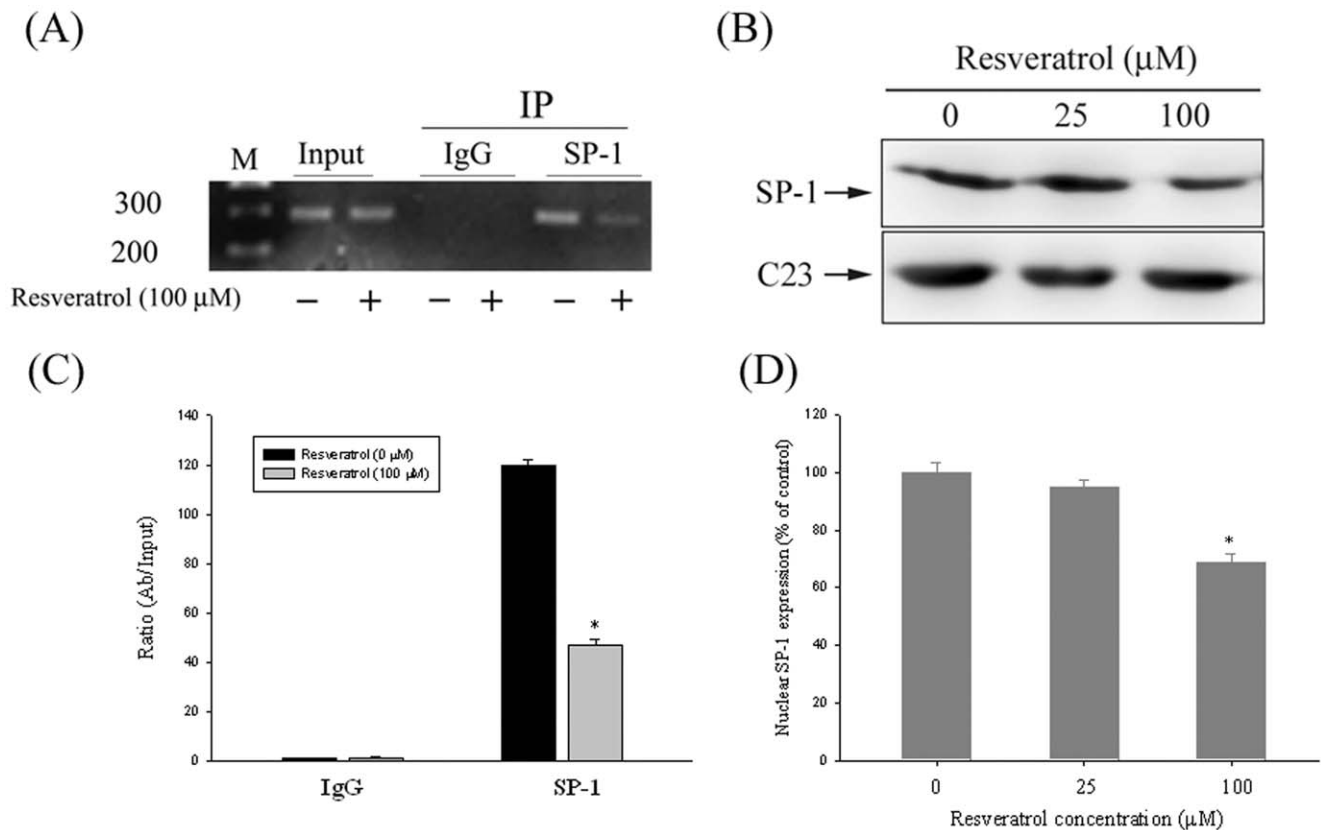 (A)
IP
M Input IgG SP-1
300
200
Resveratrol (100 µM) − + − + − +
(B)
Resveratrol (µM)
0 25 100
SP-1
C23
(C)
140
120
100
80
60
40
20
0
Ratio (Ab/Input)
Resveratrol (0 µM)
Resveratrol (100 µM)
*
IgG SP-1
(D)
120
100
80
60
40
20
0
Nuclear SP-1 expression (% of control)
*
0 25 100
Resveratrol concentration (µM)